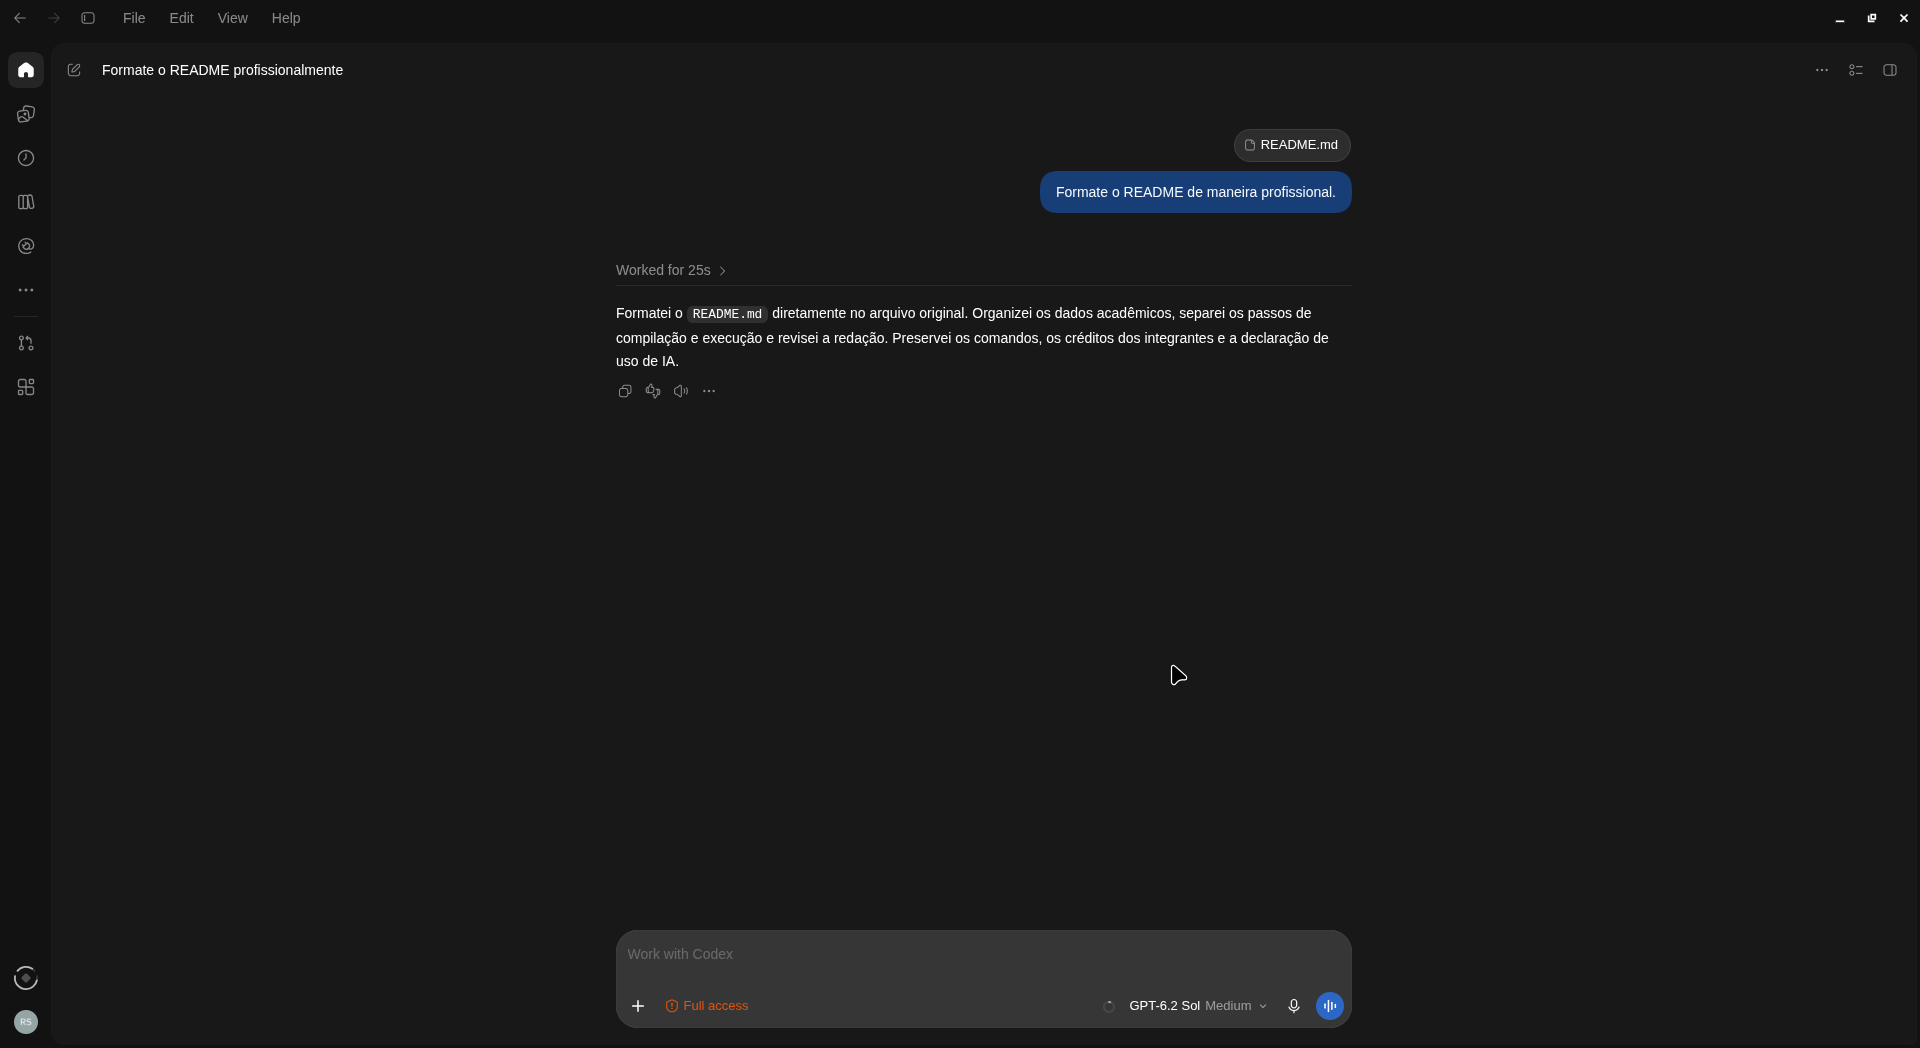 File Edit View Help
Formate o README profissionalmente
README.md
Formate o README de maneira profissional.
Worked for 25s
Formatei o README.md diretamente no arquivo original. Organizei os dados acadêmicos, separei os passos de
compilação e execução e revisei a redação. Preservei os comandos, os créditos dos integrantes e a declaração de
uso de IA.
Work with Codex
Full access GPT-6.2 Sol Medium
RS